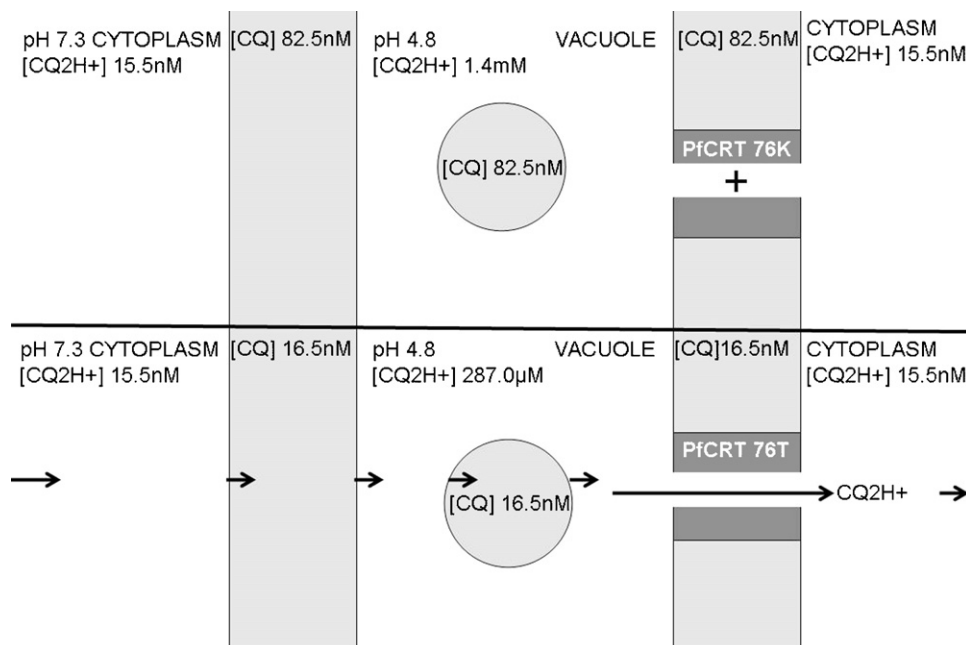 pH 7.3 CYTOPLASM
[CQ2H+] 15.5nM
[CQ] 82.5nM
pH 4.8
[CQ2H+] 1.4mM
VACUOLE
[CQ] 82.5nM
CYTOPLASM
[CQ2H+] 15.5nM
[CQ] 82.5nM
PfCRT 76K
+
pH 7.3 CYTOPLASM
[CQ2H+] 15.5nM
[CQ] 16.5nM
pH 4.8
[CQ2H+] 287.0µM
VACUOLE
[CQ]16.5nM
CYTOPLASM
[CQ2H+] 15.5nM
PfCRT 76T
[CQ] 16.5nM
CQ2H+